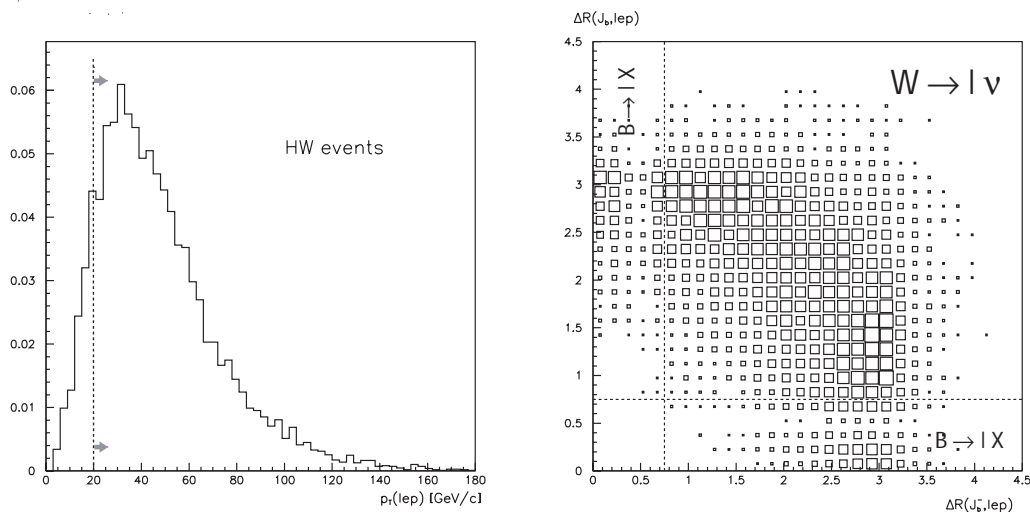 ΔR(J_b,lep)
0.06
0.05
0.04
0.03
0.02
0.01
0
HW events
0 20 40 60 80 100 120 140 160 180
p_T(lep) [GeV/c]
4.5
4
3.5
3
2.5
2
1.5
1
0.5
0
B → l X
W → l ν
B → l X
0 0.5 1 1.5 2 2.5 3 3.5 4 4.5
ΔR(J_b̄,lep)